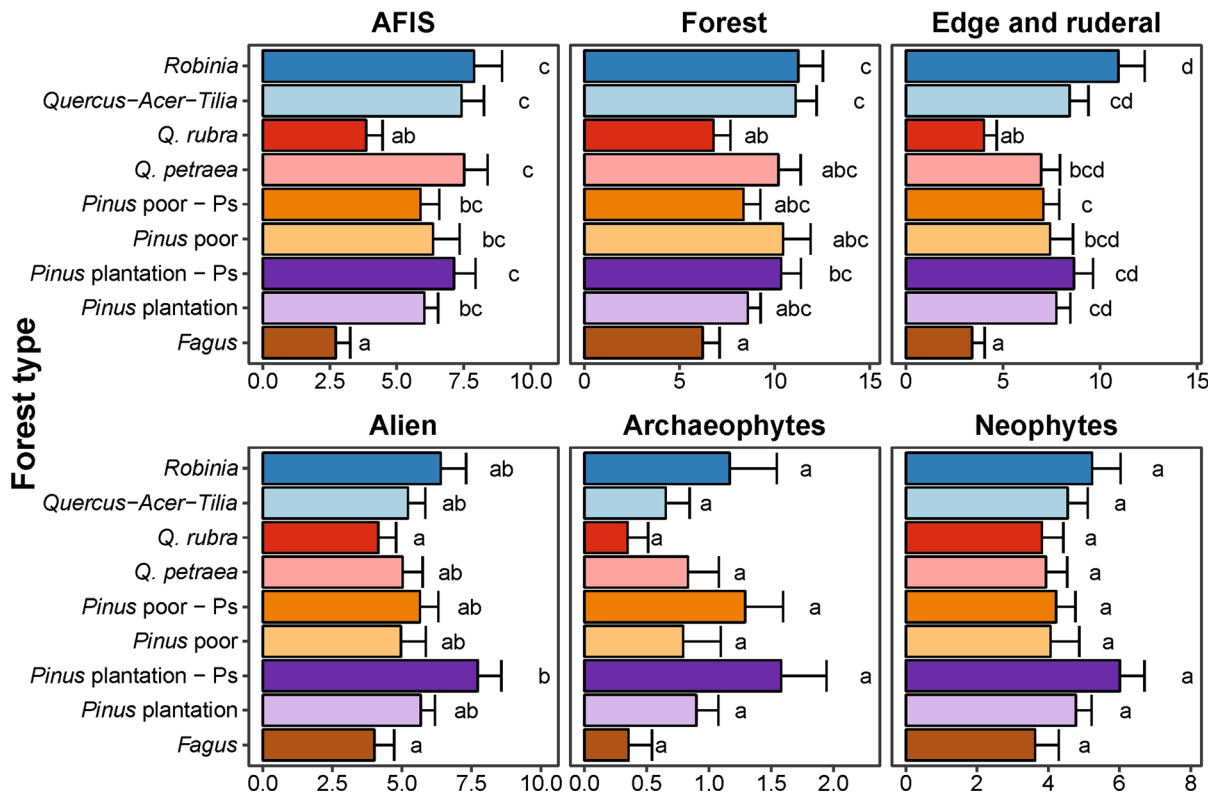 AFIS Forest Edge and ruderal
Robinia c c d
Quercus−Acer−Tilia c c cd
Q. rubra ab ab ab
Q. petraea c abc bcd
Pinus poor − Ps bc abc c
Pinus poor bc abc bcd
Pinus plantation − Ps c bc cd
Pinus plantation bc abc cd
Fagus a a a
0.0 2.5 5.0 7.5 10.0 0 5 10 15 0 5 10 15
Forest type
Alien Archaeophytes Neophytes
Robinia ab a a
Quercus−Acer−Tilia ab a a
Q. rubra a a a
Q. petraea ab a a
Pinus poor − Ps ab a a
Pinus poor ab a a
Pinus plantation − Ps b a a
Pinus plantation ab a a
Fagus a a a
0.0 2.5 5.0 7.5 10.0 0.0 0.5 1.0 1.5 2.0 0 2 4 6 8